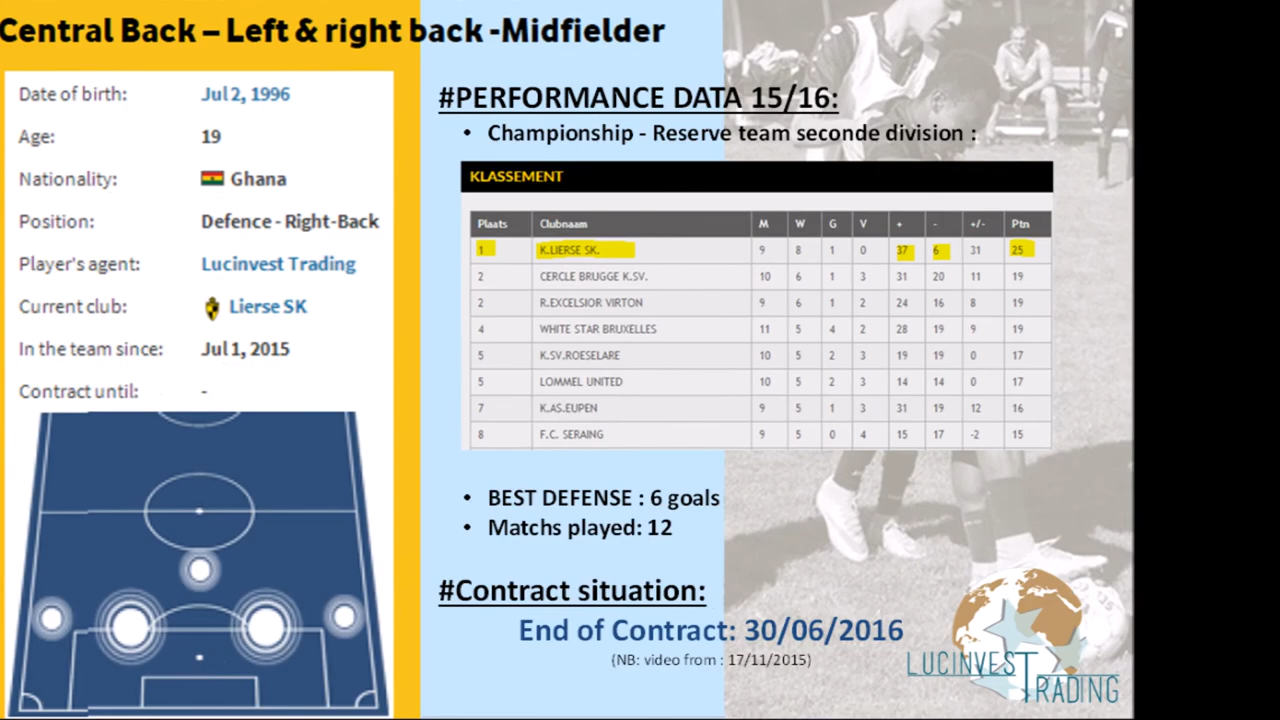 Central Back – Left & right back -Midfielder
Date of birth: Jul 2, 1996
Age: 19
Nationality: Ghana
Position: Defence - Right-Back
Player's agent: Lucinvest Trading
Current club: Lierse SK
In the team since: Jul 1, 2015
Contract until: -
#PERFORMANCE DATA 15/16:
• Championship - Reserve team seconde division :
KLASSEMENT
Plaats Clubnaam M W G V + - +/- Ptn
1 K.LIERSE SK. 9 8 1 0 37 6 31 25
2 CERCLE BRUGGE K.SV. 10 6 1 3 31 20 11 19
2 R.EXCELSIOR VIRTON 9 6 1 2 24 16 8 19
4 WHITE STAR BRUXELLES 11 5 4 2 28 19 9 19
5 K.SV.ROESELARE 10 5 2 3 19 19 0 17
5 LOMMEL UNITED 10 5 2 3 14 14 0 17
7 K.AS.EUPEN 9 5 1 3 31 19 12 16
8 F.C. SERAING 9 5 0 4 15 17 -2 15
• BEST DEFENSE : 6 goals
• Matchs played: 12
#Contract situation:
End of Contract: 30/06/2016
(NB: video from : 17/11/2015)
LUCINVEST
TRADING